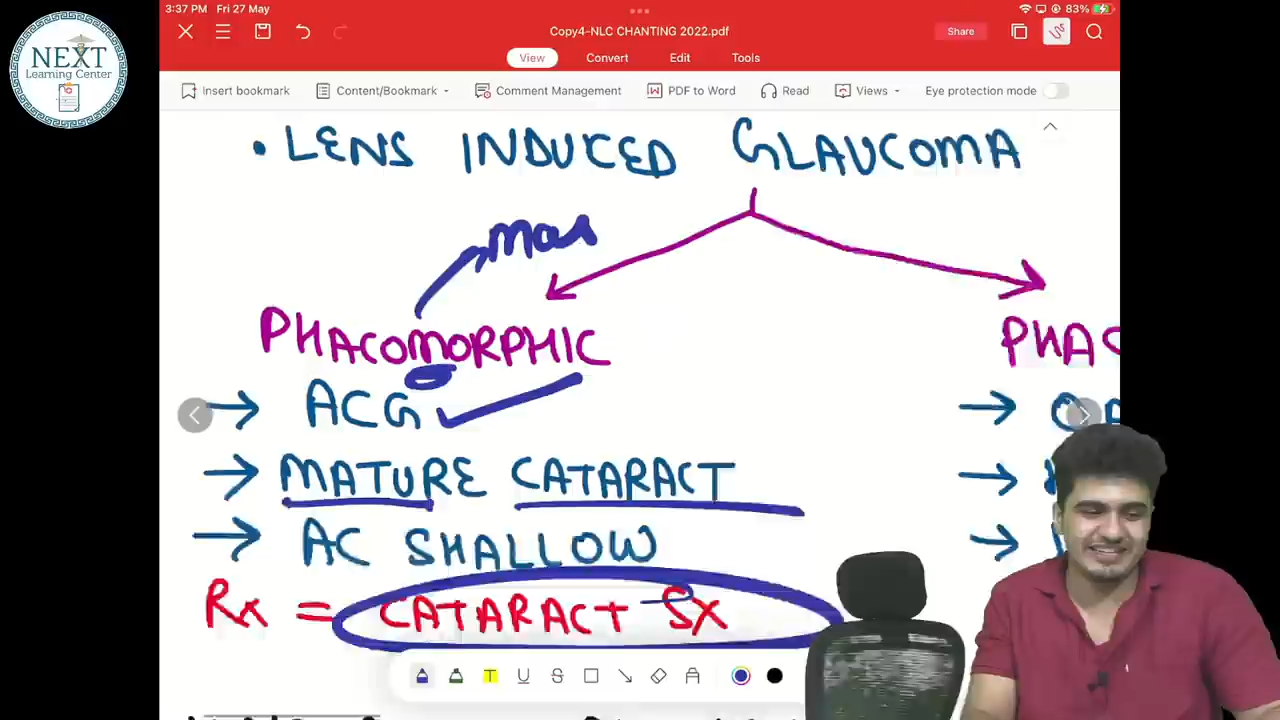 NEXT
Learning Center
3:37 PM Fri 27 May
83%
Copy4-NLC CHANTING 2022.pdf
Share
View Convert Edit Tools
Insert bookmark Content/Bookmark Comment Management PDF to Word Read Views Eye protection mode
• LENS INDUCED GLAUCOMA
PHACOMORPHIC
PHAC
→ ACG
→ MATURE CATARACT
→ AC SHALLOW
Rx = CATARACT Sx
T U S